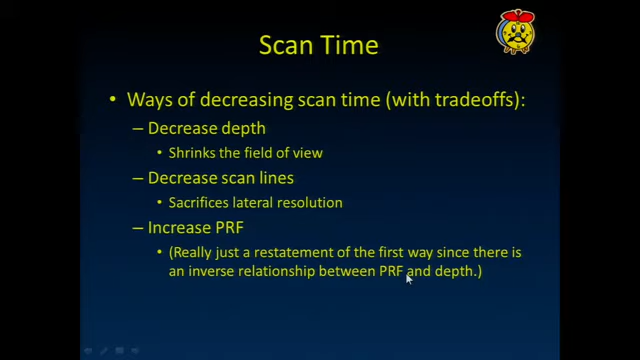 Scan Time
• Ways of decreasing scan time (with tradeoffs):
– Decrease depth
• Shrinks the field of view
– Decrease scan lines
• Sacrifices lateral resolution
– Increase PRF
• (Really just a restatement of the first way since there is
an inverse relationship between PRF and depth.)